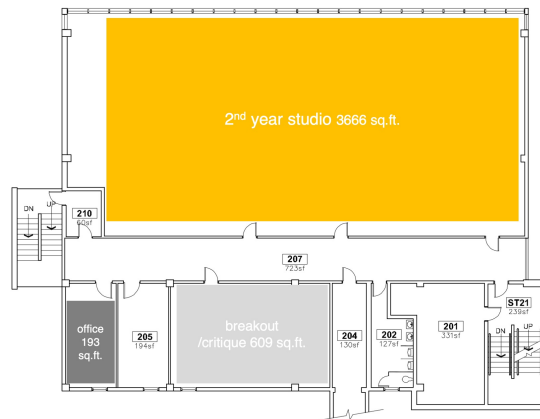 2nd year studio 3666 sq.ft.
DN
UP
210
60sf
207
723sf
office
193
sq.ft.
205
194sf
breakout
/critique 609 sq.ft.
204
130sf
202
127sf
201
331sf
ST21
239sf
DN
UP